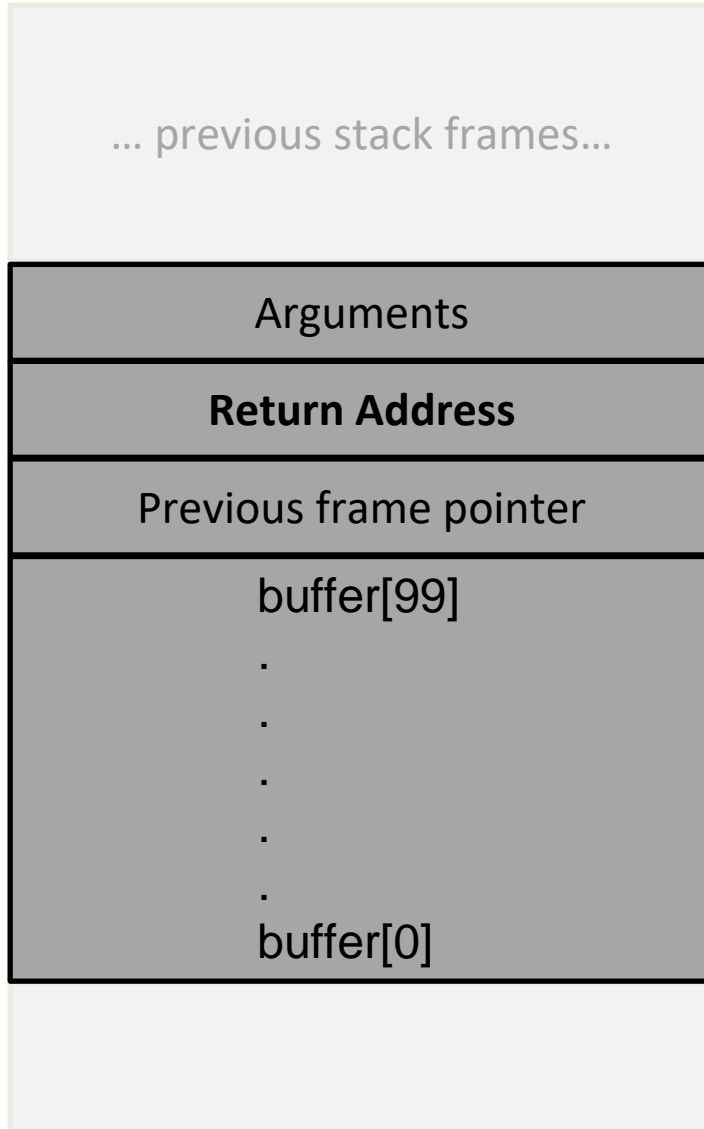 ... previous stack frames...
Arguments
Return Address
Previous frame pointer
buffer[99]
.
.
.
.
.
buffer[0]